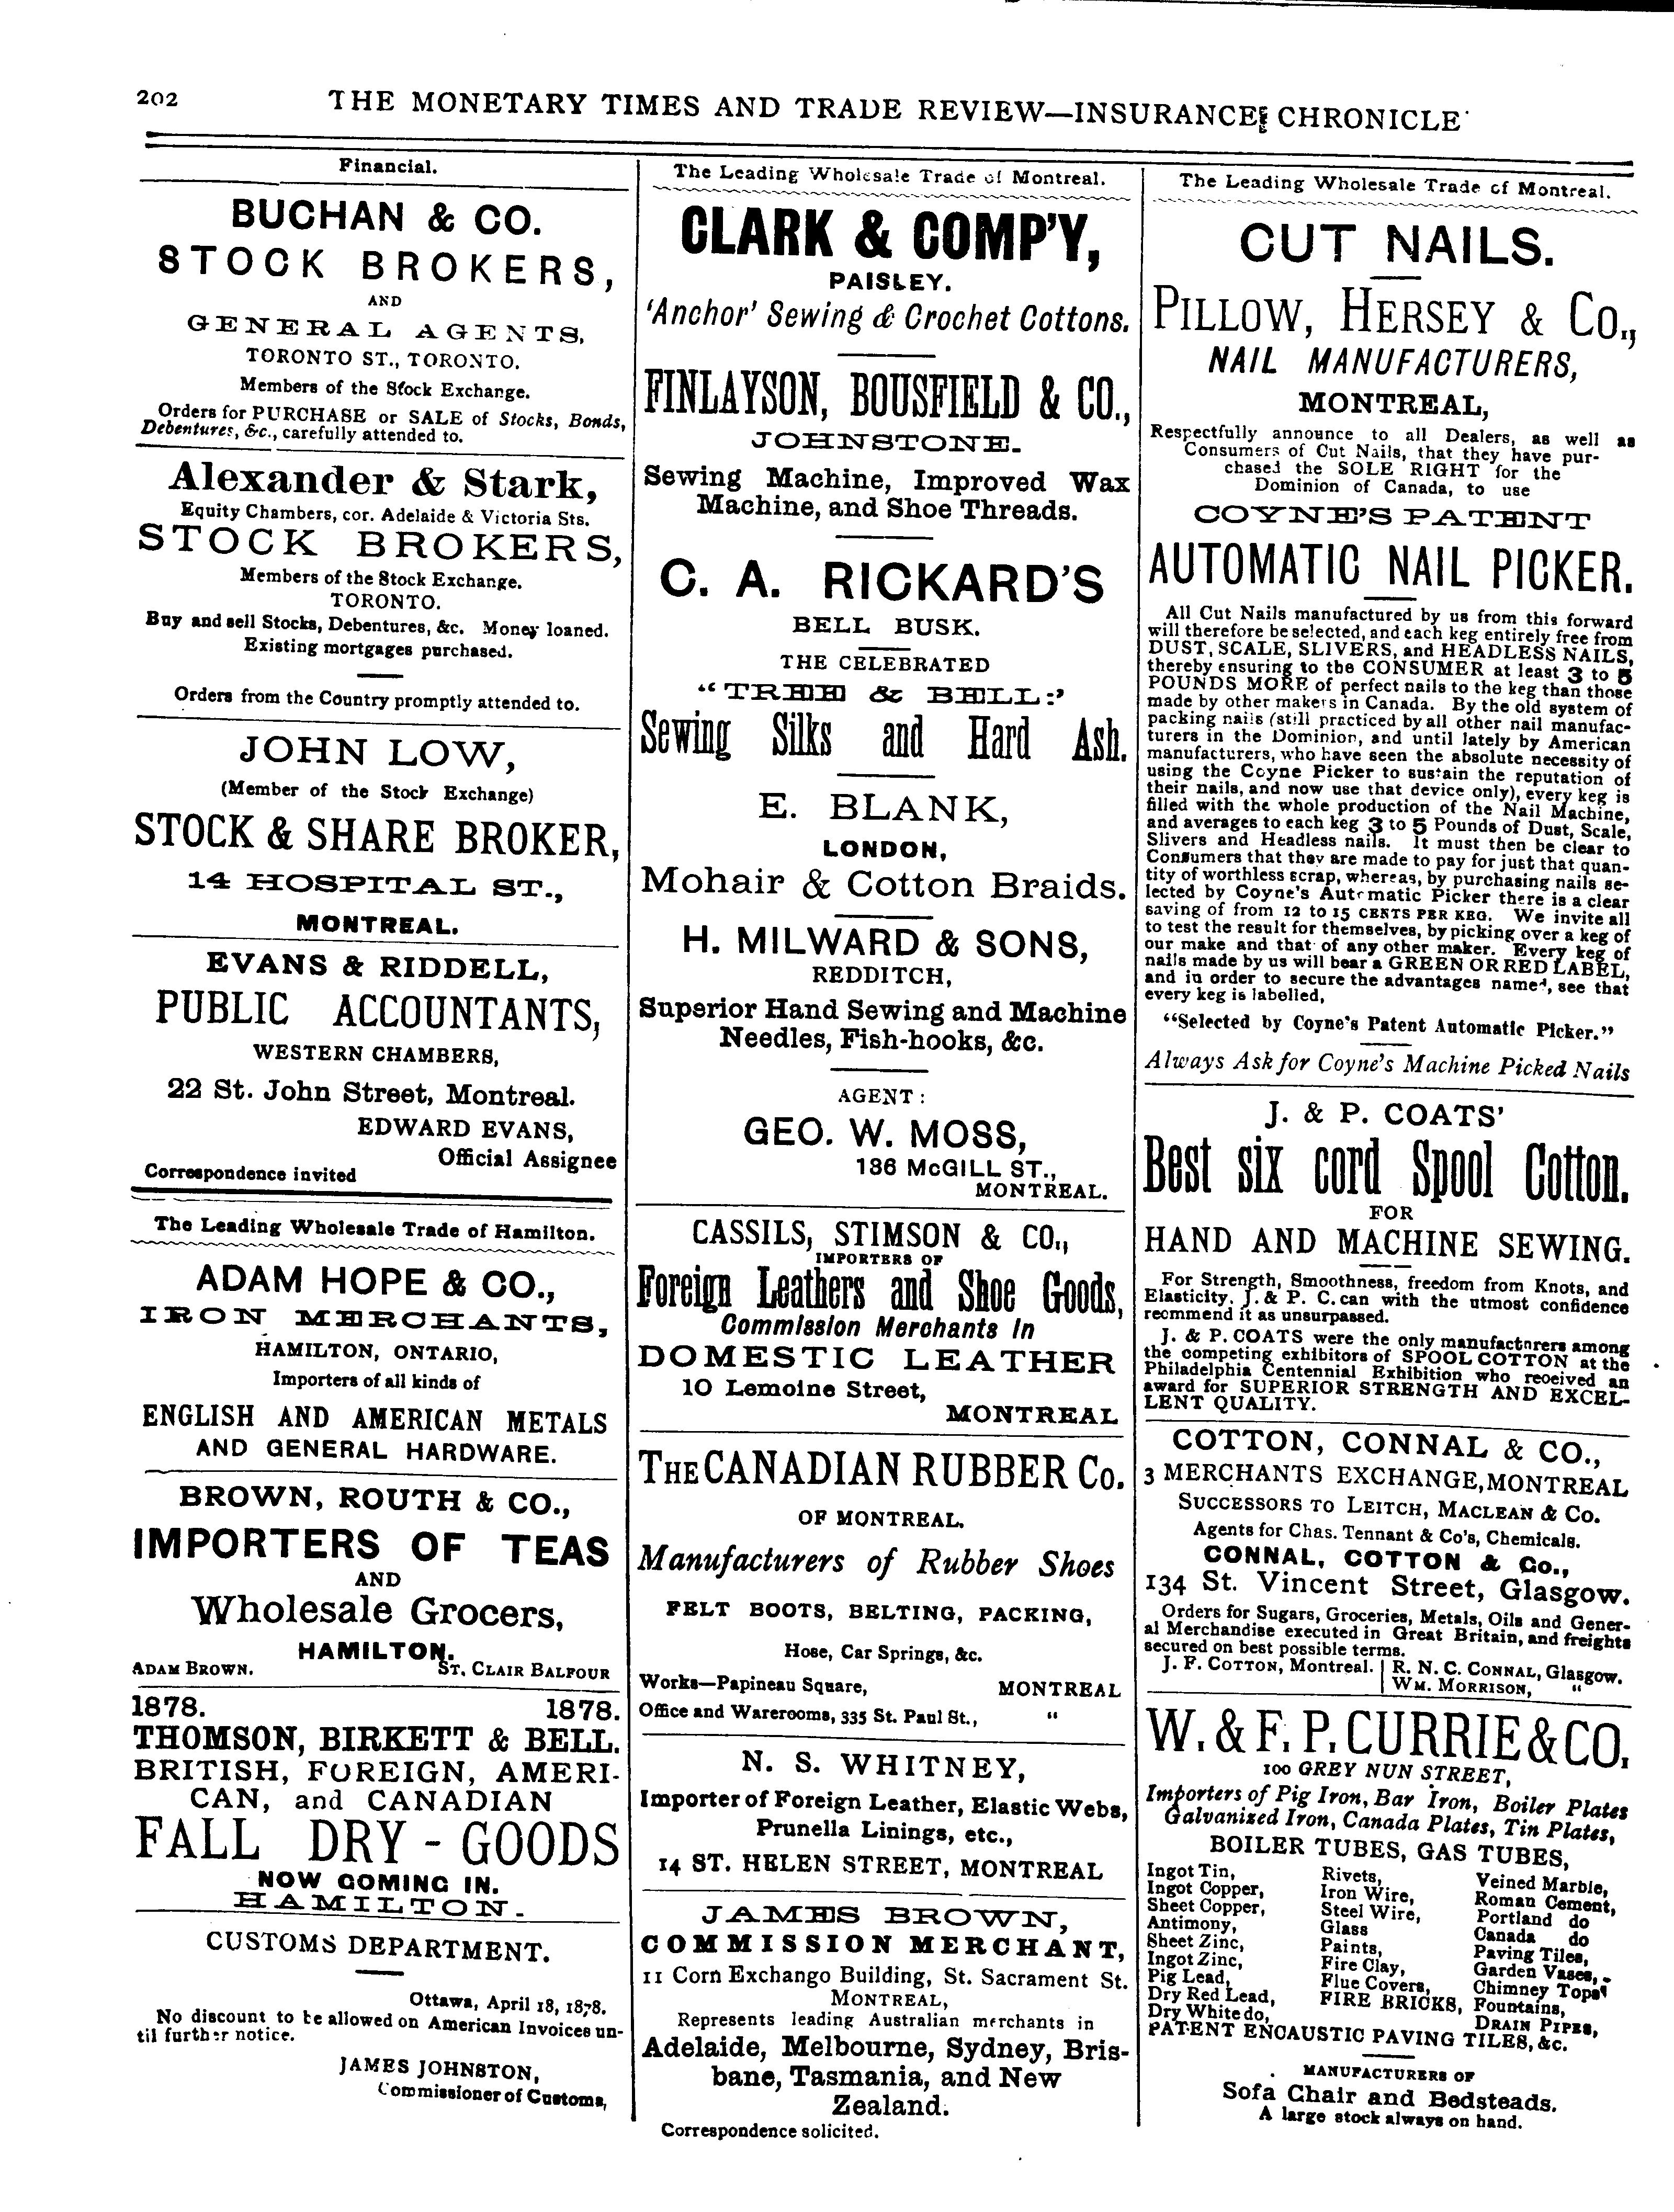 202 THE MONETARY TIMES AND TRADE REVIEW—INSURANCE CHRONICLE
Financial.
BUCHAN & CO.
STOCK BROKERS,
AND
GENERAL AGENTS,
TORONTO ST., TORONTO.
Members of the Stock Exchange.
Orders for PURCHASE or SALE of Stocks, Bonds,
Debentures, &c., carefully attended to.
Alexander & Stark,
Equity Chambers, cor. Adelaide & Victoria Sts.
STOCK BROKERS,
Members of the Stock Exchange.
TORONTO.
Buy and sell Stocks, Debentures, &c. Money loaned.
Existing mortgages purchased.
Orders from the Country promptly attended to.
JOHN LOW,
(Member of the Stock Exchange)
STOCK & SHARE BROKER,
14 HOSPITAL ST.,
MONTREAL.
EVANS & RIDDELL,
PUBLIC ACCOUNTANTS,
WESTERN CHAMBERS,
22 St. John Street, Montreal.
EDWARD EVANS,
Official Assignee
Correspondence invited
The Leading Wholesale Trade of Hamilton.
ADAM HOPE & CO.,
IRON MERCHANTS,
HAMILTON, ONTARIO,
Importers of all kinds of
ENGLISH AND AMERICAN METALS
AND GENERAL HARDWARE.
BROWN, ROUTH & CO.,
IMPORTERS OF TEAS
AND
Wholesale Grocers,
HAMILTON.
ADAM BROWN. ST. CLAIR BALFOUR
1878. 1878.
THOMSON, BIRKETT & BELL.
BRITISH, FOREIGN, AMERI-
CAN, and CANADIAN
FALL DRY-GOODS
NOW COMING IN.
HAMILTON.
CUSTOMS DEPARTMENT.
Ottawa, April 18, 1878.
No discount to be allowed on American Invoices un-
til further notice.
JAMES JOHNSTON,
Commissioner of Customs,
The Leading Wholesale Trade of Montreal.
CLARK & COMP'Y,
PAISLEY.
'Anchor' Sewing & Crochet Cottons.
FINLAYSON, BOUSFIELD & CO.,
JOHNSTONE.
Sewing Machine, Improved Wax
Machine, and Shoe Threads.
C. A. RICKARD'S
BELL BUSK.
THE CELEBRATED
"TREE & BELL:'
Sewing Silks and Hard Ash.
E. BLANK,
LONDON,
Mohair & Cotton Braids.
H. MILWARD & SONS,
REDDITCH,
Superior Hand Sewing and Machine
Needles, Fish-hooks, &c.
AGENT:
GEO. W. MOSS,
136 McGILL ST.,
MONTREAL.
CASSILS, STIMSON & CO.,
IMPORTERS OF
Foreign Leathers and Shoe Goods,
Commission Merchants in
DOMESTIC LEATHER
10 Lemoine Street,
MONTREAL
THE CANADIAN RUBBER Co.
OF MONTREAL.
Manufacturers of Rubber Shoes
FELT BOOTS, BELTING, PACKING,
Hose, Car Springs, &c.
Works—Papineau Square, MONTREAL
Office and Warerooms, 335 St. Paul St., "
N. S. WHITNEY,
Importer of Foreign Leather, Elastic Webs,
Prunella Linings, etc.,
14 ST. HELEN STREET, MONTREAL
JAMES BROWN,
COMMISSION MERCHANT,
11 Corn Exchango Building, St. Sacrament St.
MONTREAL,
Represents leading Australian merchants in
Adelaide, Melbourne, Sydney, Bris-
bane, Tasmania, and New
Zealand.
Correspondence solicited.
The Leading Wholesale Trade of Montreal.
CUT NAILS.
PILLOW, HERSEY & Co.,
NAIL MANUFACTURERS,
MONTREAL,
Respectfully announce to all Dealers, as well as
Consumers of Cut Nails, that they have pur-
chased the SOLE RIGHT for the
Dominion of Canada, to use
COYNE'S PATENT
AUTOMATIC NAIL PICKER.
All Cut Nails manufactured by us from this forward
will therefore be selected, and each keg entirely free from
DUST, SCALE, SLIVERS, and HEADLESS NAILS,
thereby ensuring to the CONSUMER at least 3 to 5
POUNDS MORE of perfect nails to the keg than those
made by other makers in Canada. By the old system of
packing nails (still practiced by all other nail manufac-
turers in the Dominion, and until lately by American
manufacturers, who have seen the absolute necessity of
using the Coyne Picker to sustain the reputation of
their nails, and now use that device only), every keg is
filled with the whole production of the Nail Machine,
and averages to each keg 3 to 5 Pounds of Dust, Scale,
Slivers and Headless nails. It must then be clear to
Consumers that they are made to pay for just that quan-
tity of worthless scrap, whereas, by purchasing nails se-
lected by Coyne's Automatic Picker there is a clear
saving of from 12 to 15 CENTS PER KEG. We invite all
to test the result for themselves, by picking over a keg of
our make and that of any other maker. Every keg of
nails made by us will bear a GREEN OR RED LABEL,
and in order to secure the advantages named, see that
every keg is labelled,
"Selected by Coyne's Patent Automatic Picker."
Always Ask for Coyne's Machine Picked Nails
J. & P. COATS'
Best six cord Spool Cotton.
FOR
HAND AND MACHINE SEWING.
For Strength, Smoothness, freedom from Knots, and
Elasticity, J. & P. C. can with the utmost confidence
recmmend it as unsurpassed.
J. & P. COATS were the only manufactnrers among
the competing exhibitors of SPOOL COTTON at the
Philadelphia Centennial Exhibition who received an
award for SUPERIOR STRENGTH AND EXCEL-
LENT QUALITY.
COTTON, CONNAL & CO.,
3 MERCHANTS EXCHANGE, MONTREAL
SUCCESSORS TO LEITCH, MACLEAN & Co.
Agents for Chas. Tennant & Co's, Chemicals.
CONNAL, COTTON & Co.,
134 St. Vincent Street, Glasgow.
Orders for Sugars, Groceries, Metals, Oils and Gener-
al Merchandise executed in Great Britain, and freights
secured on best possible terms.
J. F. COTTON, Montreal. | R. N. C. CONNAL, Glasgow.
WM. MORRISON, "
W. & F. P. CURRIE & CO.
100 GREY NUN STREET,
Importers of Pig Iron, Bar Iron, Boiler Plates
Galvanized Iron, Canada Plates, Tin Plates,
BOILER TUBES, GAS TUBES,
Ingot Tin, Rivets, Veined Marble,
Ingot Copper, Iron Wire, Roman Cement,
Sheet Copper, Steel Wire, Portland do
Antimony, Glass Canada do
Sheet Zinc, Paints, Paving Tiles,
Ingot Zinc, Fire Clay, Garden Vases,
Pig Lead, Flue Covers, Chimney Tops
Dry Red Lead, FIRE BRICKS, Fountains,
Dry White do, DRAIN PIPES,
PATENT ENCAUSTIC PAVING TILES, &c.
MANUFACTURERS OF
Sofa Chair and Bedsteads.
A large stock always on hand.